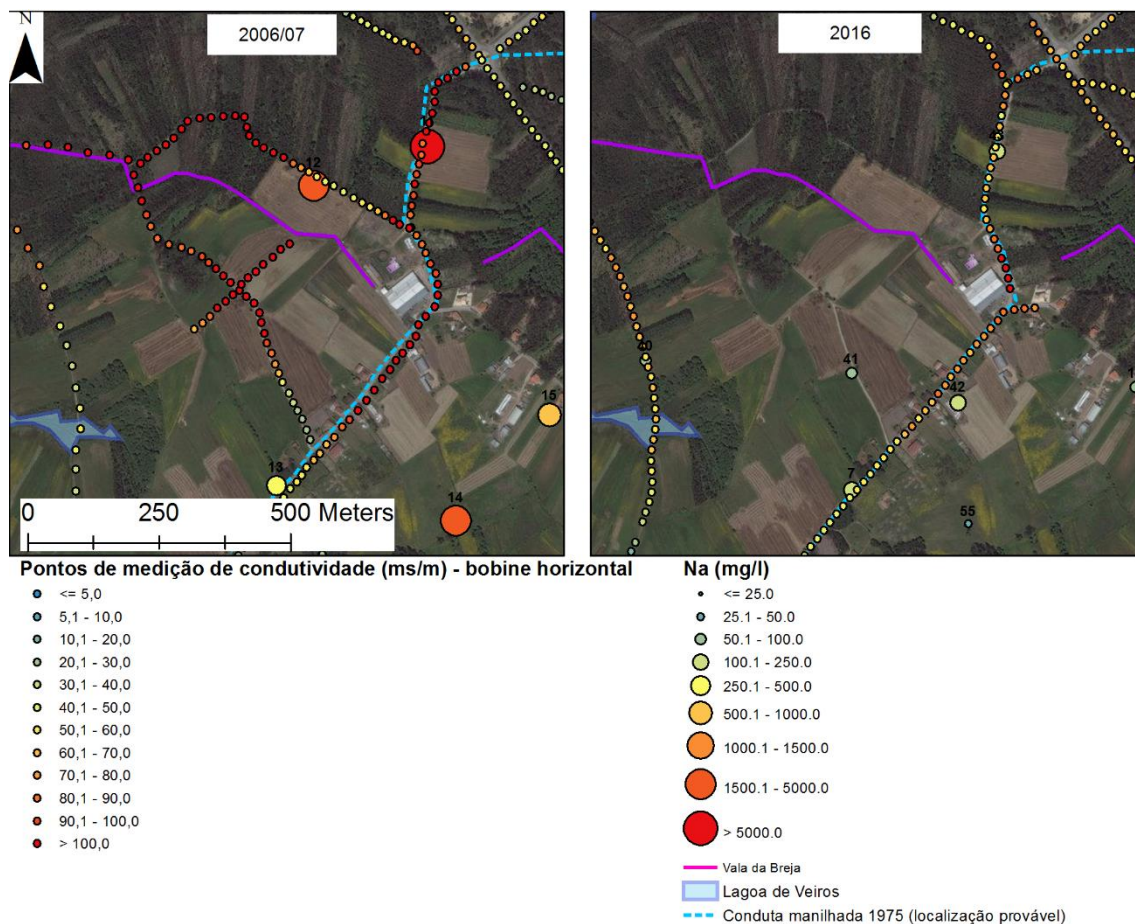 N
2006/07
2016
12
13
14
15
0 250 500 Meters
40
41
42
7
55
Pontos de medição de condutividade (ms/m) - bobine horizontal
<= 5,0
5,1 - 10,0
10,1 - 20,0
20,1 - 30,0
30,1 - 40,0
40,1 - 50,0
50,1 - 60,0
60,1 - 70,0
70,1 - 80,0
80,1 - 90,0
90,1 - 100,0
> 100,0
Na (mg/l)
<= 25.0
25.1 - 50.0
50.1 - 100.0
100.1 - 250.0
250.1 - 500.0
500.1 - 1000.0
1000.1 - 1500.0
1500.1 - 5000.0
> 5000.0
Vala da Breja
Lagoa de Veiros
Conduta manilhada 1975 (localização provável)